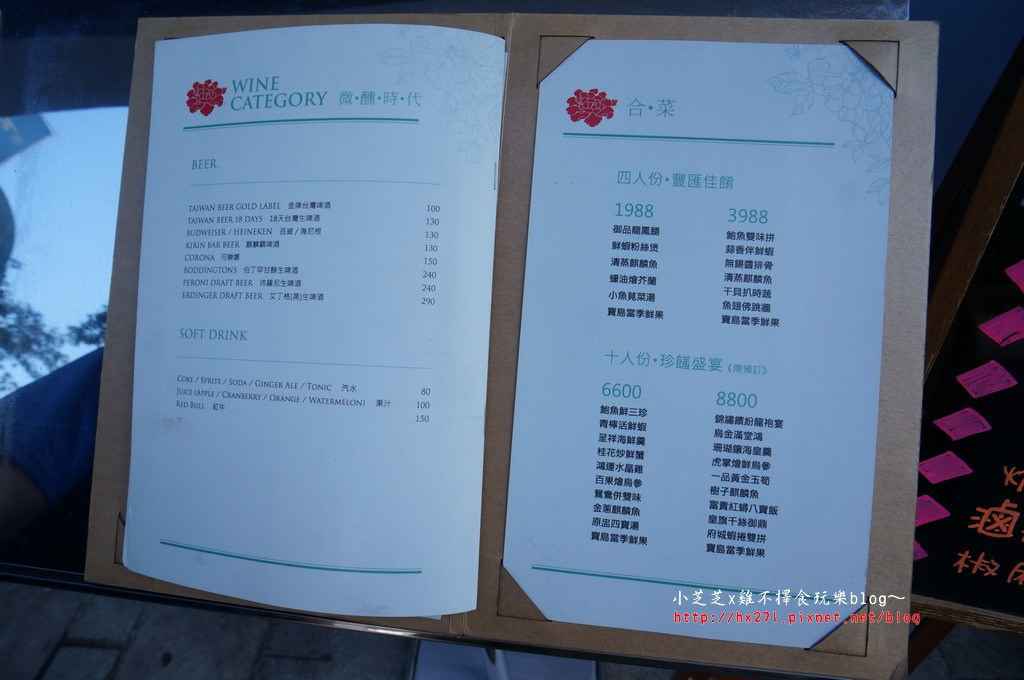 WINE
CATEGORY 微•醺•時•代
BEER
TAIWAN BEER GOLD LABEL 金牌台灣啤酒 100
TAIWAN BEER 18 DAYS 18天台灣生啤酒 130
BUDWEISER / HEINEKEN 百威 / 海尼根 130
KIRIN BAR BEER 麒麟霸啤酒 130
CORONA 可樂娜 150
BODDINGTONS 伯丁罕甘醇生啤酒 240
PERONI DRAFT BEER 沛羅尼生啤酒 240
ERDINGER DRAFT BEER 艾丁格(黑)生啤酒 290
SOFT DRINK
COKE / SPRITE / SODA / GINGER ALE / TONIC 汽水 80
JUICE (APPLE / CRANBERRY / ORANGE / WATERMELON) 果汁 100
RED BULL 紅牛 150
合•菜
四人份•豐匯佳餚
1988
御品龍鳳腿
鮮蝦粉絲煲
清蒸麒麟魚
蠔油燴芥蘭
小魚莧菜湯
寶島當季鮮果
3988
鮑魚雙味拼
蒜香伴鮮蝦
無錫醬排骨
清蒸麒麟魚
干貝扒時蔬
魚翅佛跳牆
寶島當季鮮果
十人份•珍饈盛宴《需預訂》
6600
鮑魚鮮三珍
青檸活鮮蝦
呈祥海鮮羹
桂花炒鮮蟹
鴻運水晶雞
百果燴烏參
鴛鴦併雙味
金蔥麒麟魚
原盅四寶湯
寶島當季鮮果
8800
錦繡繽紛龍袍宴
烏金滿堂鴻
珊瑚鑲海皇羹
虎掌燴鮮烏參
一品黃金玉筍
樹子麒麟魚
富貴紅蟳八寶飯
皇旗千絲御鼎
府城蝦捲雙拼
寶島當季鮮果
小芝芝x雞不擇食玩樂blog～
http://hx271.pixnet.net/blog